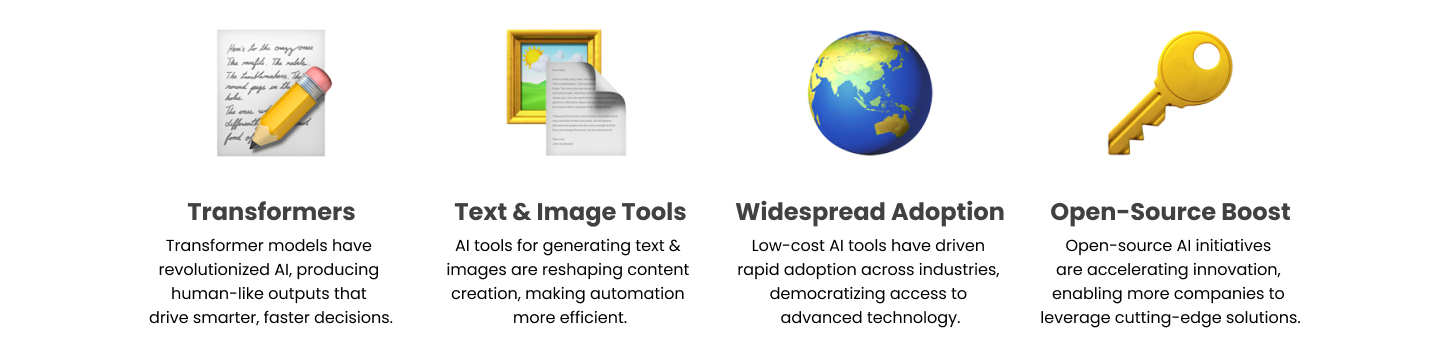 Here's to the crazy ones
The misfits. The rebels.
The troublemakers. The
round pegs in the
holes.
The ones
different
fond of
Transformers
Transformer models have
revolutionized AI, producing
human-like outputs that
drive smarter, faster decisions.
Text & Image Tools
AI tools for generating text &
images are reshaping content
creation, making automation
more efficient.
Widespread Adoption
Low-cost AI tools have driven
rapid adoption across industries,
democratizing access to
advanced technology.
Open-Source Boost
Open-source AI initiatives
are accelerating innovation,
enabling more companies to
leverage cutting-edge solutions.